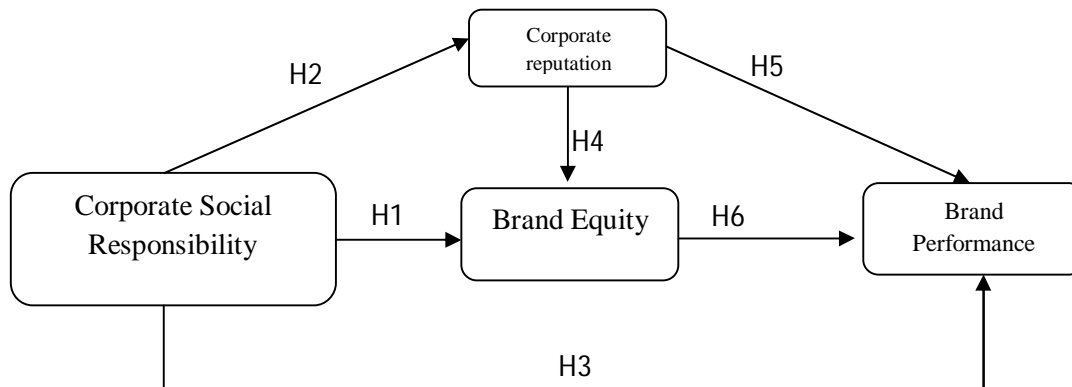 Corporate
reputation
H2
H5
H4
Corporate Social
Responsibility
H1
Brand Equity
H6
Brand
Performance
H3